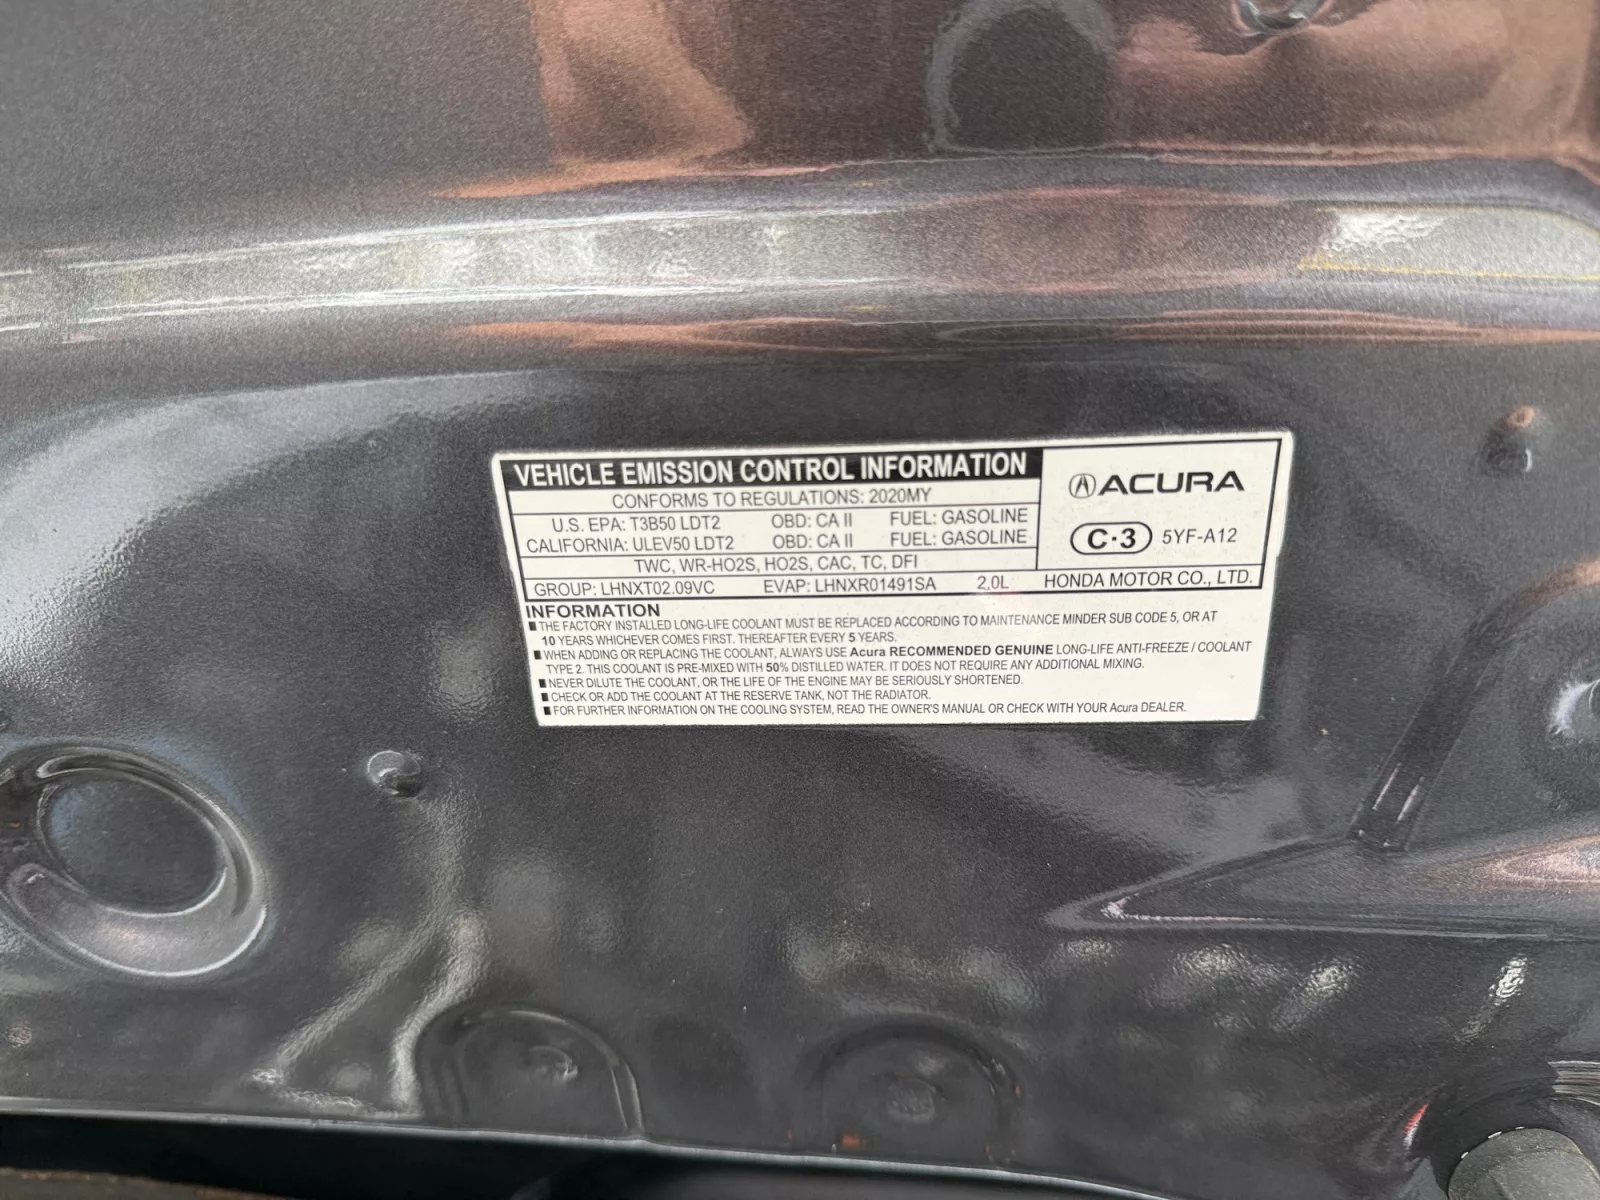 VEHICLE EMISSION CONTROL INFORMATION
CONFORMS TO REGULATIONS: 2020MY
U.S. EPA: T3B50 LDT2 OBD: CA II FUEL: GASOLINE
CALIFORNIA: ULEV50 LDT2 OBD: CA II FUEL: GASOLINE
TWC, WR-HO2S, HO2S, CAC, TC, DFI
GROUP: LHNXT02.09VC EVAP: LHNXR01491SA 2.0L
ACURA
C·3 5YF-A12
HONDA MOTOR CO., LTD.
INFORMATION
■ THE FACTORY INSTALLED LONG-LIFE COOLANT MUST BE REPLACED ACCORDING TO MAINTENANCE MINDER SUB CODE 5, OR AT
10 YEARS WHICHEVER COMES FIRST. THEREAFTER EVERY 5 YEARS.
■ WHEN ADDING OR REPLACING THE COOLANT, ALWAYS USE Acura RECOMMENDED GENUINE LONG-LIFE ANTI-FREEZE / COOLANT
TYPE 2. THIS COOLANT IS PRE-MIXED WITH 50% DISTILLED WATER. IT DOES NOT REQUIRE ANY ADDITIONAL MIXING.
■ NEVER DILUTE THE COOLANT, OR THE LIFE OF THE ENGINE MAY BE SERIOUSLY SHORTENED.
■ CHECK OR ADD THE COOLANT AT THE RESERVE TANK, NOT THE RADIATOR.
■ FOR FURTHER INFORMATION ON THE COOLING SYSTEM, READ THE OWNER'S MANUAL OR CHECK WITH YOUR Acura DEALER.